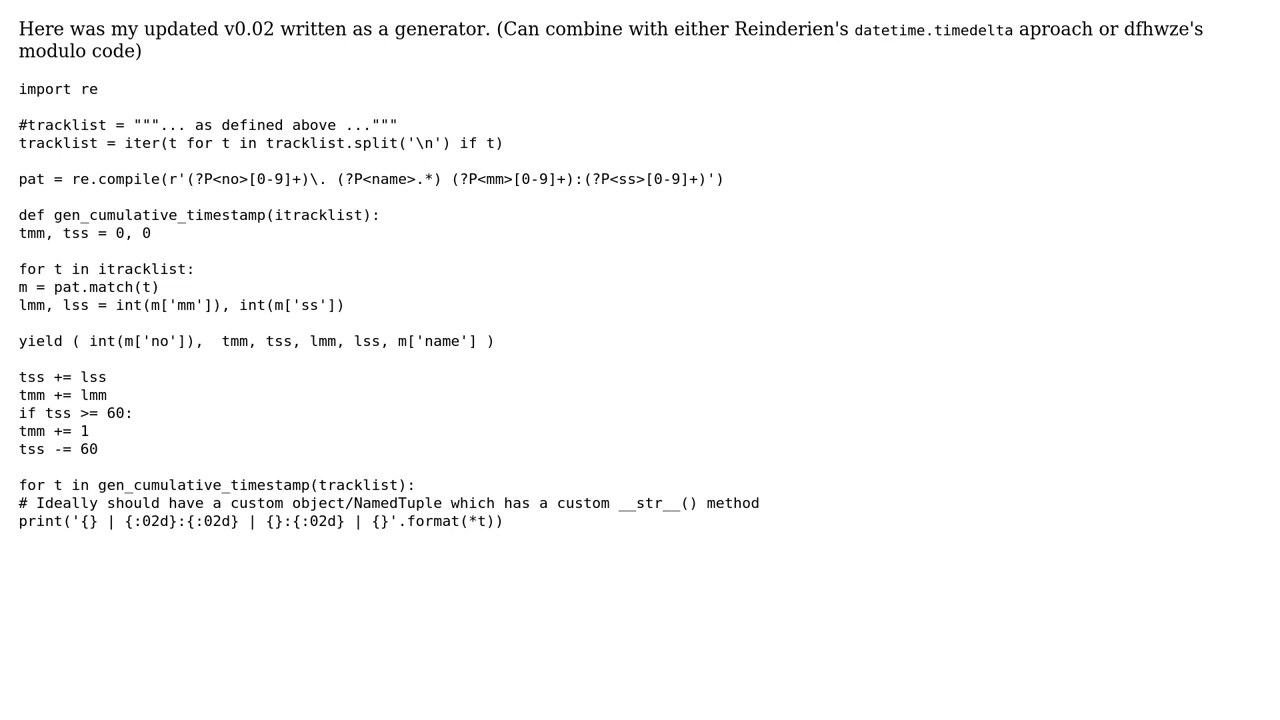 Here was my updated v0.02 written as a generator. (Can combine with either Reinderien's datetime.timedelta aproach or dfhwze's
modulo code)
import re
#tracklist = """... as defined above ..."""
tracklist = iter(t for t in tracklist.split('\n') if t)
pat = re.compile(r'(?P<no>[0-9]+)\. (?P<name>.*) (?P<mm>[0-9]+):(?P<ss>[0-9]+)')
def gen_cumulative_timestamp(itracklist):
tmm, tss = 0, 0
for t in itracklist:
m = pat.match(t)
lmm, lss = int(m['mm']), int(m['ss'])
yield ( int(m['no']),  tmm, tss, lmm, lss, m['name'] )
tss += lss
tmm += lmm
if tss >= 60:
tmm += 1
tss -= 60
for t in gen_cumulative_timestamp(tracklist):
# Ideally should have a custom object/NamedTuple which has a custom __str__() method
print('{} | {:02d}:{:02d} | {}:{:02d} | {}'.format(*t))